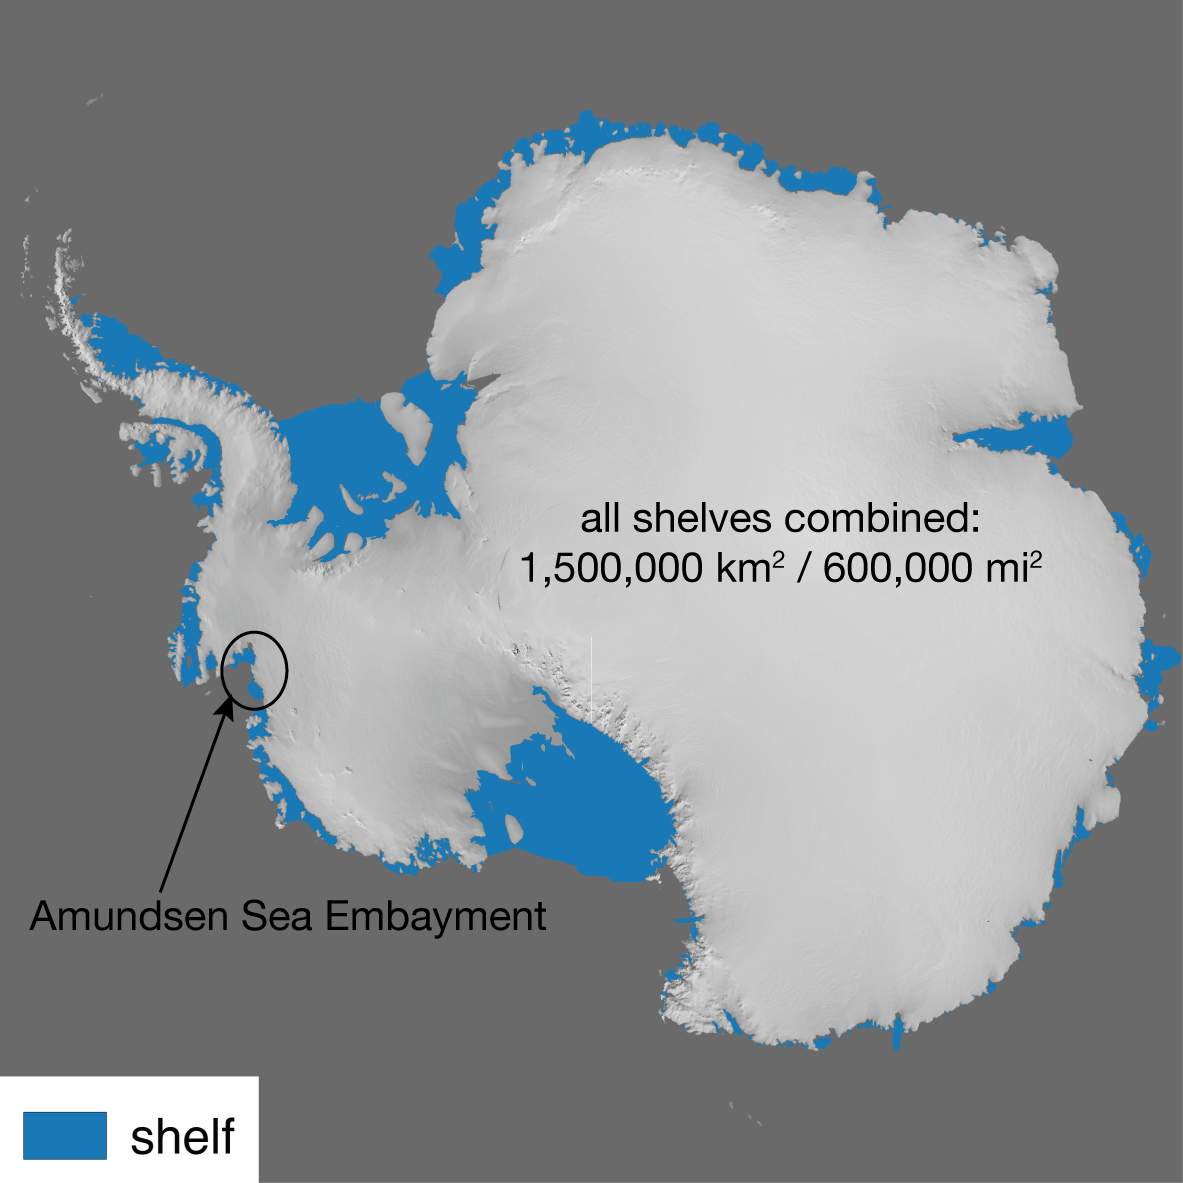 all shelves combined:
1,500,000 km² / 600,000 mi²
Amundsen Sea Embayment
shelf